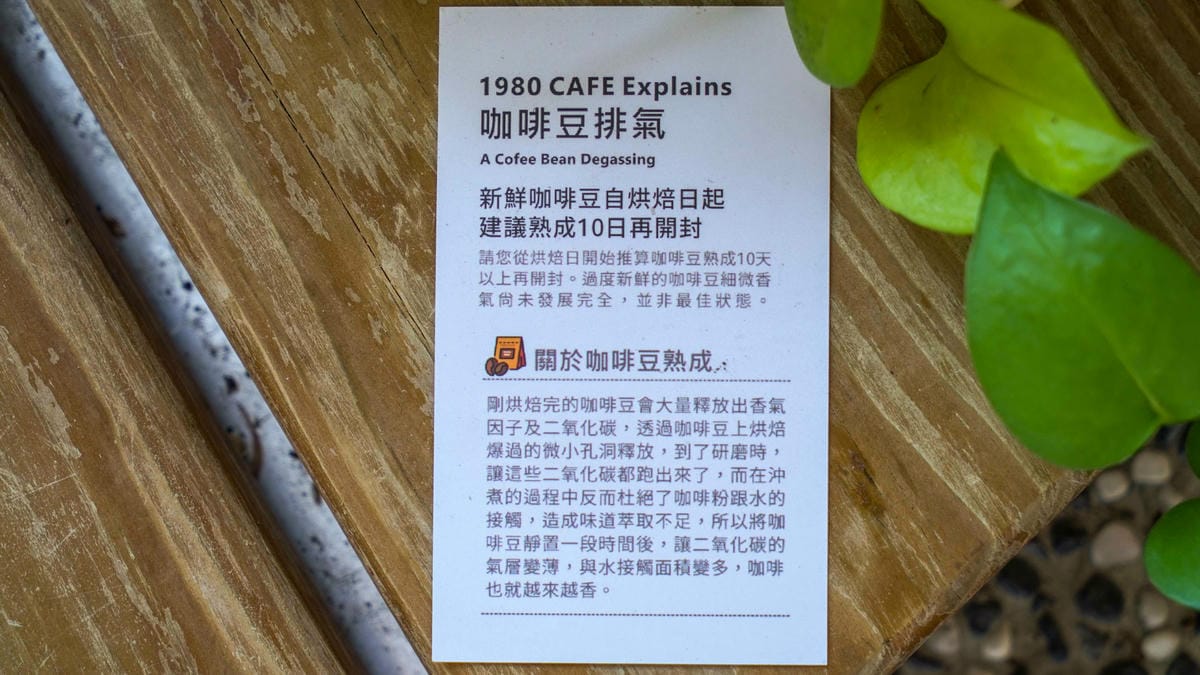 1980 CAFE Explains
咖啡豆排氣
A Cofee Bean Degassing
新鮮咖啡豆自烘焙日起
建議熟成10日再開封
請您從烘焙日開始推算咖啡豆熟成10天
以上再開封。過度新鮮的咖啡豆細微香
氣尚未發展完全，並非最佳狀態。
關於咖啡豆熟成
剛烘焙完的咖啡豆會大量釋放出香氣
因子及二氧化碳，透過咖啡豆上烘焙
爆過的微小孔洞釋放，到了研磨時，
讓這些二氧化碳都跑出來了，而在沖
煮的過程中反而杜絕了咖啡粉跟水的
接觸，造成味道萃取不足，所以將咖
啡豆靜置一段時間後，讓二氧化碳的
氣層變薄，與水接觸面積變多，咖啡
也就越來越香。